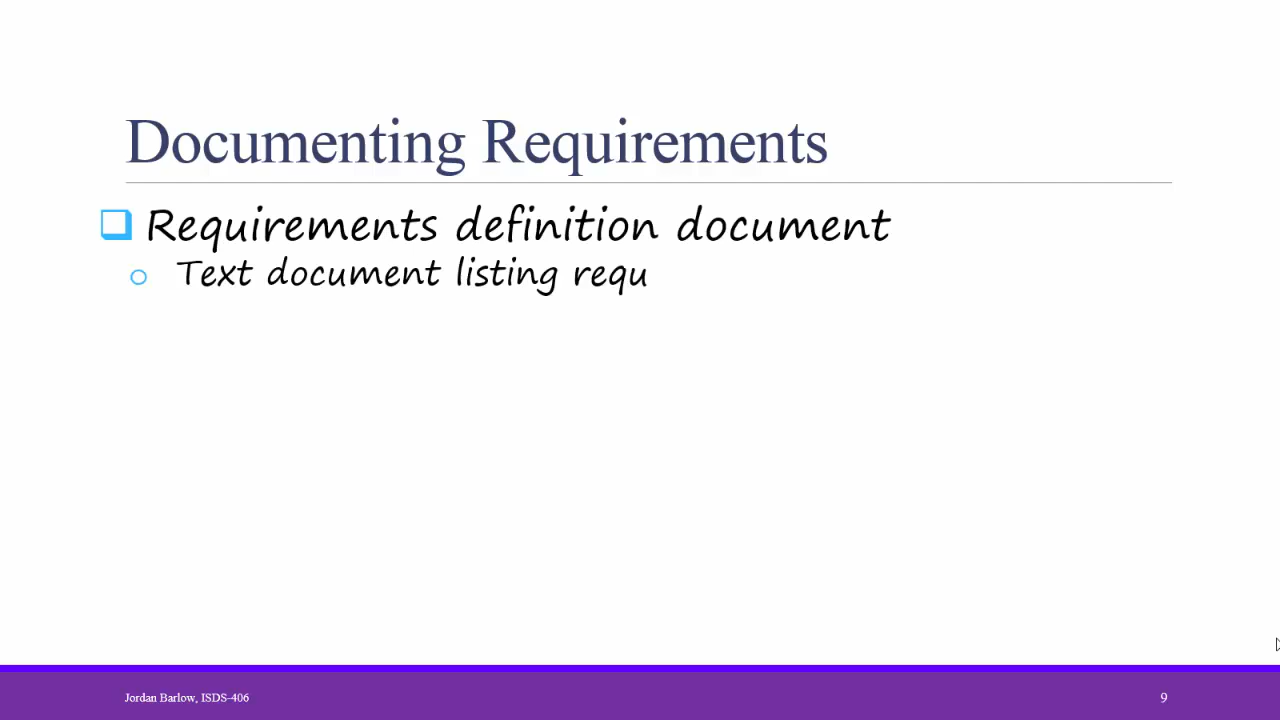 Documenting Requirements
Requirements definition document
Text document listing requ
Jordan Barlow, ISDS-406
9